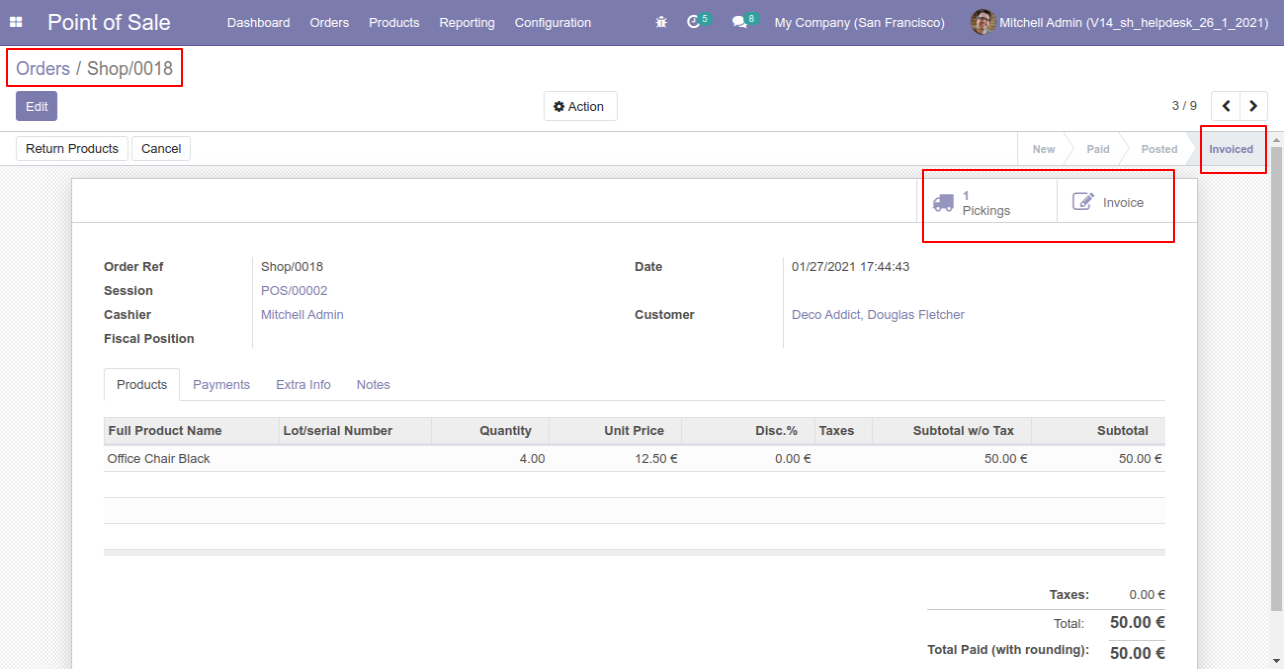 Point of Sale Dashboard Orders Products Reporting Configuration 5 8 My Company (San Francisco) Mitchell Admin (V14_sh_helpdesk_26_1_2021)
Orders / Shop/0018
Edit Action 3 / 9
Return Products Cancel New Paid Posted Invoiced
1
Pickings Invoice
Order Ref Shop/0018 Date 01/27/2021 17:44:43
Session POS/00002
Cashier Mitchell Admin Customer Deco Addict, Douglas Fletcher
Fiscal Position
Products Payments Extra Info Notes
Full Product Name Lot/serial Number Quantity Unit Price Disc.% Taxes Subtotal w/o Tax Subtotal
Office Chair Black 4.00 12.50 € 0.00 € 50.00 € 50.00 €
Taxes: 0.00 €
Total: 50.00 €
Total Paid (with rounding): 50.00 €